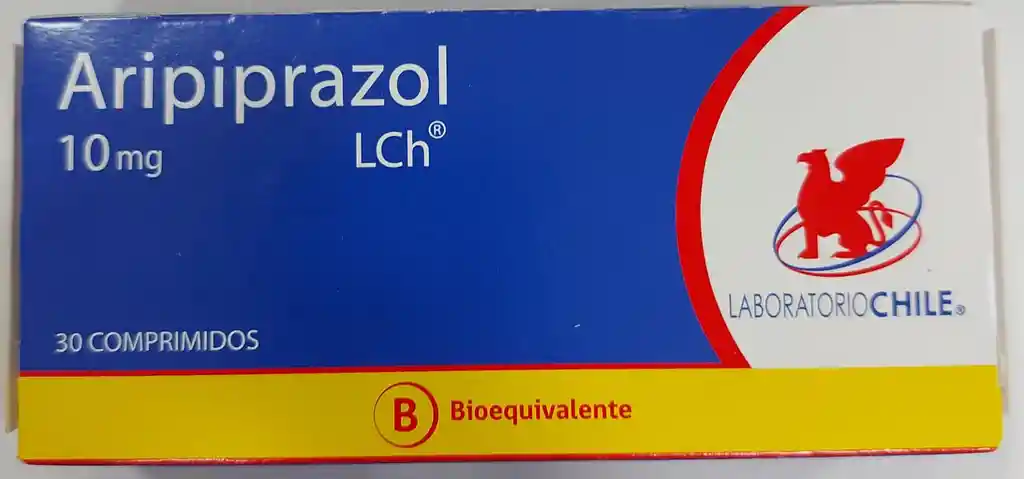 Aripiprazol
10 mg LCh®
30 COMPRIMIDOS
LABORATORIOCHILE®
B Bioequivalente